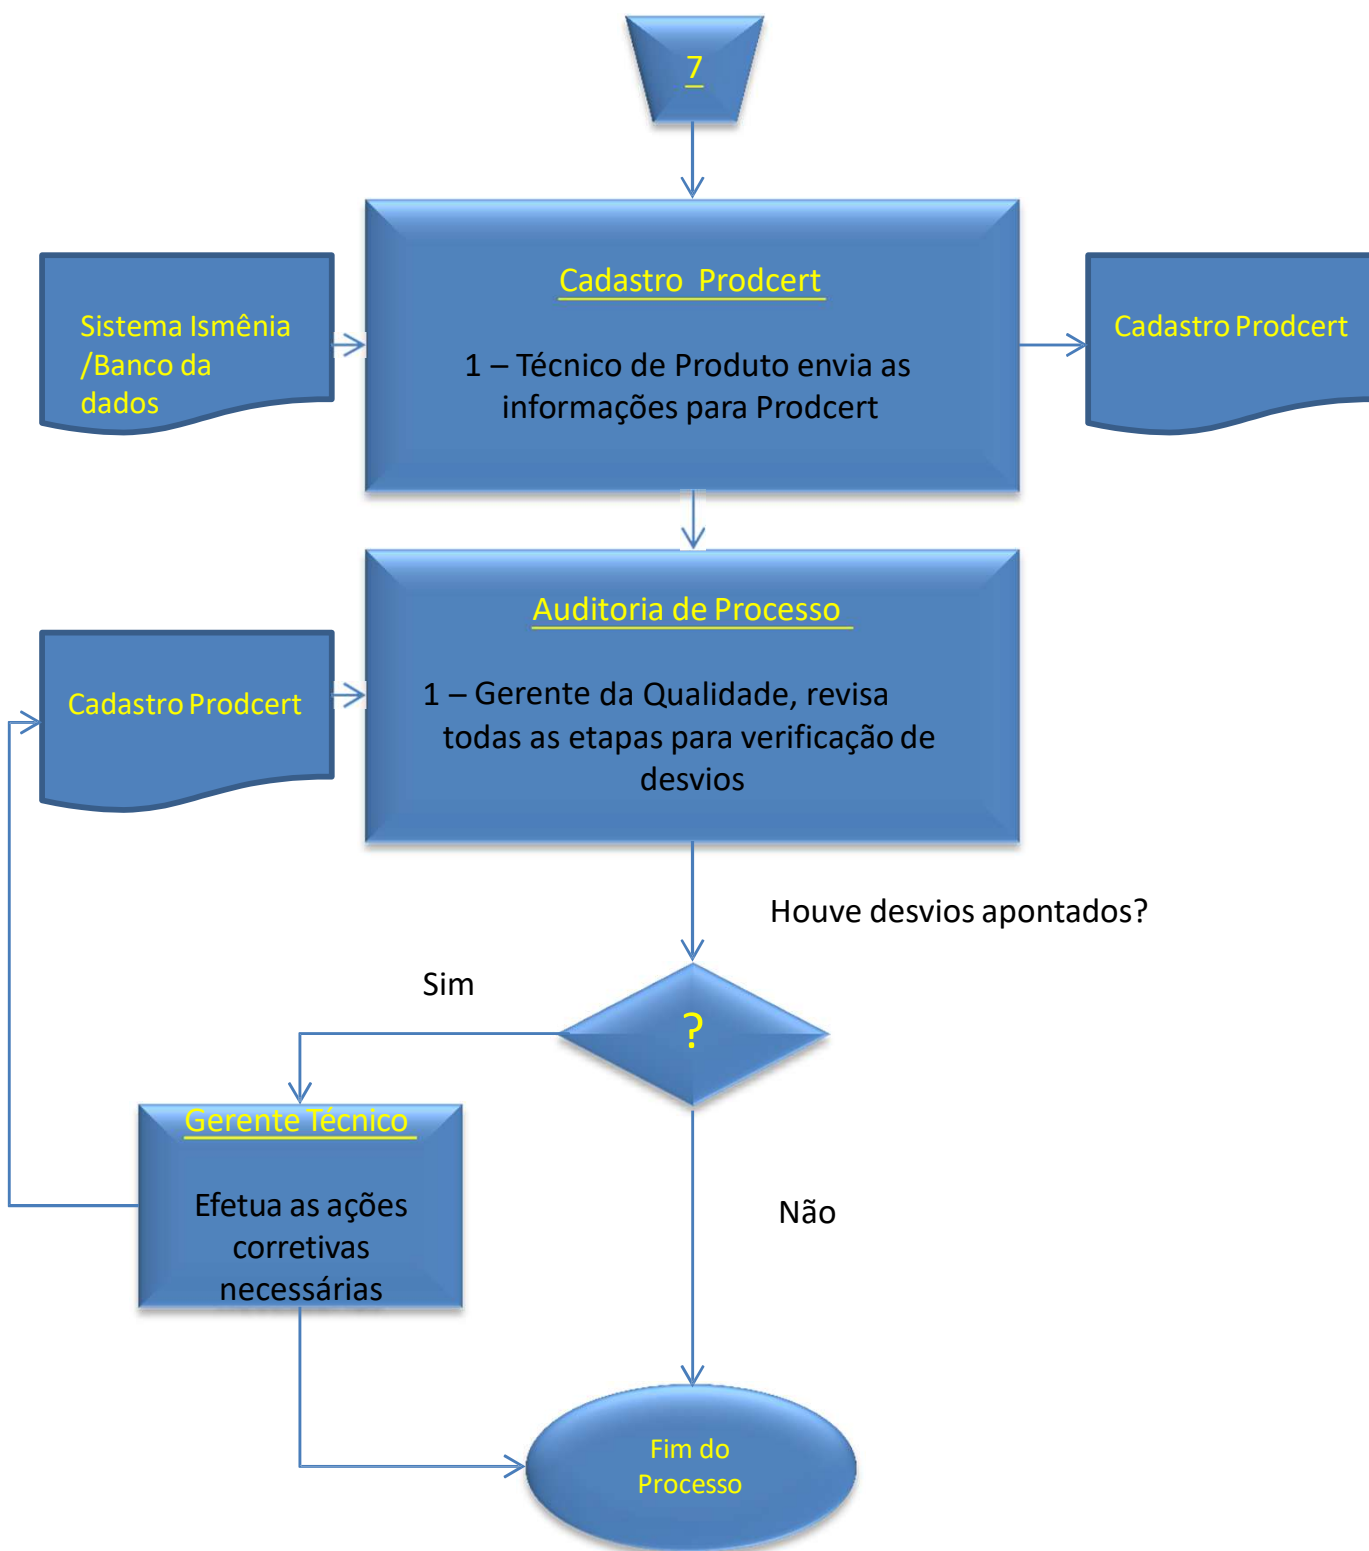 7
Cadastro Prodcert
1 – Técnico de Produto envia as
informações para Prodcert
Sistema Ismênia
/Banco da
dados
Cadastro Prodcert
Auditoria de Processo
1 – Gerente da Qualidade, revisa
todas as etapas para verificação de
desvios
Cadastro Prodcert
Houve desvios apontados?
Sim
?
Gerente Técnico
Efetua as ações
corretivas
necessárias
Não
Fim do
Processo